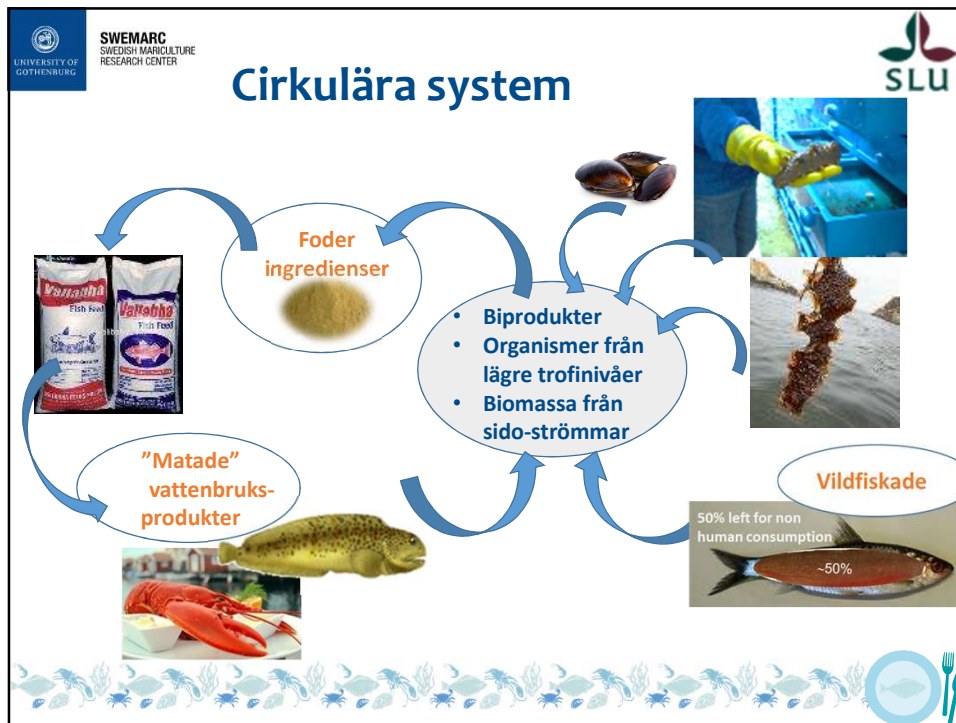 UNIVERSITY OF
GOTHENBURG
SWEMARC
SWEDISH MARICULTURE
RESEARCH CENTER
SLU
Cirkulära system
Foder
ingredienser
Fish Feed
Fish Feed
• Biprodukter
• Organismer från
lägre trofinivåer
• Biomassa från
sido-strömmar
”Matade”
vattenbruks-
produkter
Vildfiskade
50% left for non
human consumption
~50%